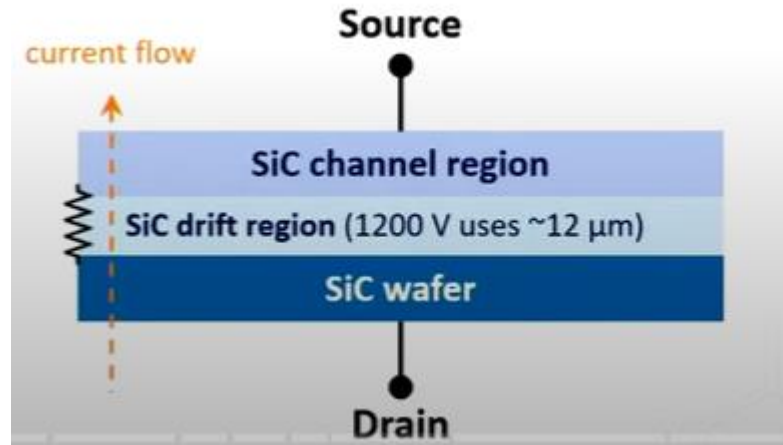 Source
current flow
SiC channel region
SiC drift region (1200 V uses ~12 μm)
SiC wafer
Drain